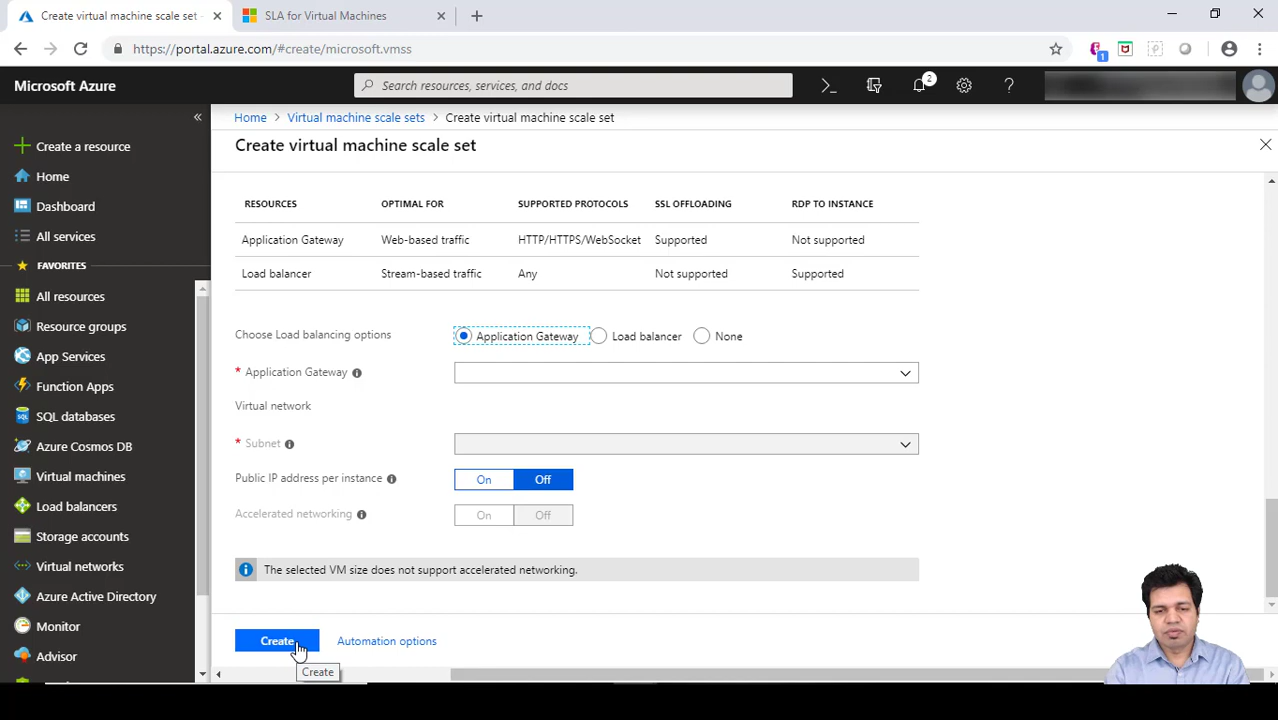 Create virtual machine scale set -
SLA for Virtual Machines
https://portal.azure.com/#create/microsoft.vmss
1
Microsoft Azure
Search resources, services, and docs
2
Home > Virtual machine scale sets > Create virtual machine scale set
Create virtual machine scale set
Create a resource
Home
Dashboard
All services
FAVORITES
All resources
Resource groups
App Services
Function Apps
SQL databases
Azure Cosmos DB
Virtual machines
Load balancers
Storage accounts
Virtual networks
Azure Active Directory
Monitor
Advisor
RESOURCES OPTIMAL FOR SUPPORTED PROTOCOLS SSL OFFLOADING RDP TO INSTANCE
Application Gateway Web-based traffic HTTP/HTTPS/WebSocket Supported Not supported
Load balancer Stream-based traffic Any Not supported Supported
Choose Load balancing options Application Gateway Load balancer None
* Application Gateway
Virtual network
* Subnet
Public IP address per instance On Off
Accelerated networking On Off
The selected VM size does not support accelerated networking.
Create Automation options
Create